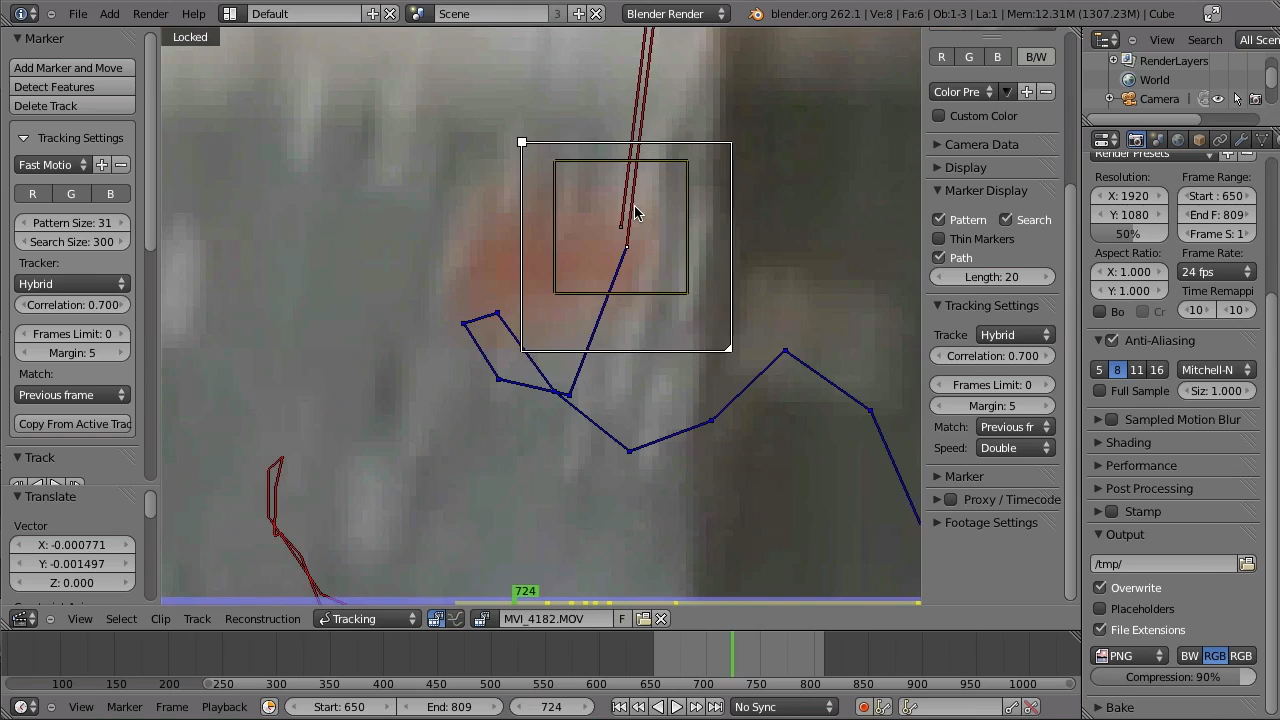 File Add Render Help Default Scene 3 Blender Render blender.org 262.1 | Ve:8 | Fa:6 | Ob:1-3 | La:1 | Mem:12.31M (1307.23M) | Cube
Marker
Add Marker and Move
Detect Features
Delete Track
Tracking Settings
Fast Motio
R G B
Pattern Size: 31
Search Size: 300
Tracker:
Hybrid
Correlation: 0.700
Frames Limit: 0
Margin: 5
Match:
Previous frame
Copy From Active Trac
Track
Translate
Vector
X: -0.000771
Y: -0.001497
Z: 0.000
Locked
724
R G B B/W
Color Pre
Custom Color
Camera Data
Display
Marker Display
Pattern Search
Thin Markers
Path
Length: 20
Tracking Settings
Tracke Hybrid
Correlation: 0.700
Frames Limit: 0
Margin: 5
Match: Previous fr
Speed: Double
Marker
Proxy / Timecode
Footage Settings
View Search All Scen
RenderLayers
World
Camera
Render Presets
Resolution: Frame Range:
X: 1920 Start: 650
Y: 1080 End F: 809
50% Frame S: 1
Aspect Ratio: Frame Rate:
X: 1.000 24 fps
Y: 1.000 Time Remappi
Bo Cr 10 10
Anti-Aliasing
5 8 11 16 Mitchell-N
Full Sample Siz: 1.000
Sampled Motion Blur
Shading
Performance
Post Processing
Stamp
Output
/tmp/
Overwrite
Placeholders
File Extensions
PNG BW RGB RGB
Compression: 90%
Bake
View Select Clip Track Reconstruction Tracking MVI_4182.MOV F
100 150 200 250 300 350 400 450 500 550 600 650 700 750 800 850 900 950 1000
View Marker Frame Playback Start: 650 End: 809 724 No Sync